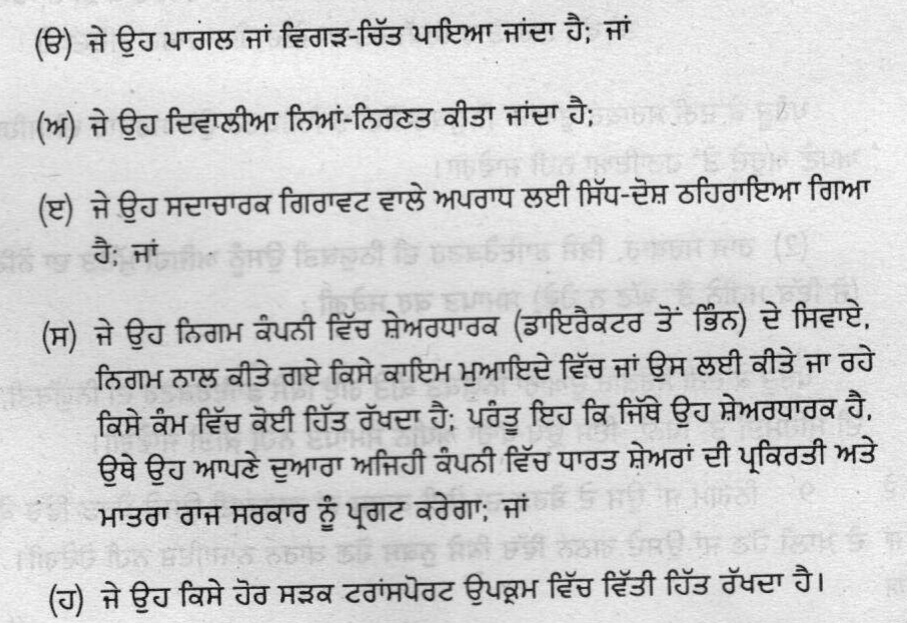 (ੳ) ਜੇ ਉਹ ਪਾਗਲ ਜਾਂ ਵਿਗੜ-ਚਿੱਤ ਪਾਇਆ ਜਾਂਦਾ ਹੈ; ਜਾਂ
(ਅ) ਜੇ ਉਹ ਦਿਵਾਲੀਆ ਨਿਆਂ-ਨਿਰਣਤ ਕੀਤਾ ਜਾਂਦਾ ਹੈ;
(ੲ) ਜੇ ਉਹ ਸਦਾਚਾਰਕ ਗਿਰਾਵਟ ਵਾਲੇ ਅਪਰਾਧ ਲਈ ਸਿੱਧ-ਦੋਸ਼ ਠਹਿਰਾਇਆ ਗਿਆ
ਹੈ; ਜਾਂ
(ਸ) ਜੇ ਉਹ ਨਿਗਮ ਕੰਪਨੀ ਵਿੱਚ ਸ਼ੇਅਰਧਾਰਕ (ਡਾਇਰੈਕਟਰ ਤੋਂ ਭਿੰਨ) ਦੇ ਸਿਵਾਏ,
ਨਿਗਮ ਨਾਲ ਕੀਤੇ ਗਏ ਕਿਸੇ ਕਾਇਮ ਮੁਆਇਦੇ ਵਿੱਚ ਜਾਂ ਉਸ ਲਈ ਕੀਤੇ ਜਾ ਰਹੇ
ਕਿਸੇ ਕੰਮ ਵਿੱਚ ਕੋਈ ਹਿੱਤ ਰੱਖਦਾ ਹੈ; ਪਰੰਤੂ ਇਹ ਕਿ ਜਿੱਥੇ ਉਹ ਸ਼ੇਅਰਧਾਰਕ ਹੈ,
ਉਥੇ ਉਹ ਆਪਣੇ ਦੁਆਰਾ ਅਜਿਹੀ ਕੰਪਨੀ ਵਿੱਚ ਧਾਰਤ ਸ਼ੇਅਰਾਂ ਦੀ ਪ੍ਰਕਿਰਤੀ ਅਤੇ
ਮਾਤਰਾ ਰਾਜ ਸਰਕਾਰ ਨੂੰ ਪ੍ਰਗਟ ਕਰੇਗਾ; ਜਾਂ
(ਹ) ਜੇ ਉਹ ਕਿਸੇ ਹੋਰ ਸੜਕ ਟਰਾਂਸਪੋਰਟ ਉਪਕ੍ਰਮ ਵਿੱਚ ਵਿੱਤੀ ਹਿੱਤ ਰੱਖਦਾ ਹੈ।